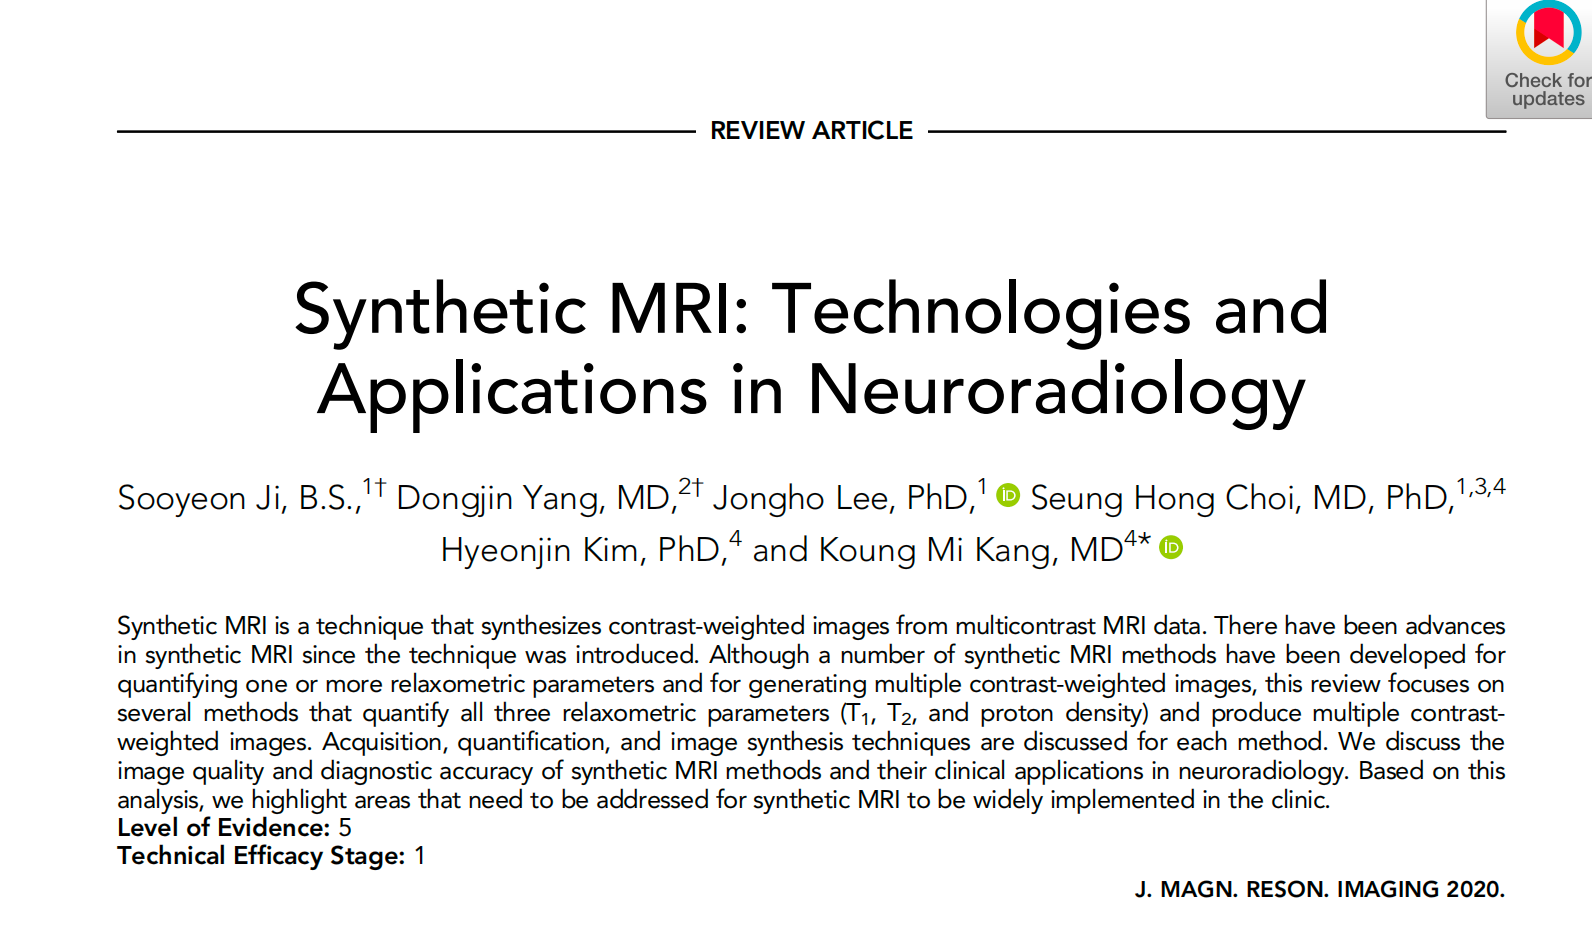 Check for
updates
REVIEW ARTICLE
Synthetic MRI: Technologies and
Applications in Neuroradiology
Sooyeon Ji, B.S.,1† Dongjin Yang, MD,2† Jongho Lee, PhD,1 iD Seung Hong Choi, MD, PhD,1,3,4
Hyeonjin Kim, PhD,4 and Koung Mi Kang, MD4* iD
Synthetic MRI is a technique that synthesizes contrast-weighted images from multicontrast MRI data. There have been advances
in synthetic MRI since the technique was introduced. Although a number of synthetic MRI methods have been developed for
quantifying one or more relaxometric parameters and for generating multiple contrast-weighted images, this review focuses on
several methods that quantify all three relaxometric parameters (T1, T2, and proton density) and produce multiple contrast-
weighted images. Acquisition, quantification, and image synthesis techniques are discussed for each method. We discuss the
image quality and diagnostic accuracy of synthetic MRI methods and their clinical applications in neuroradiology. Based on this
analysis, we highlight areas that need to be addressed for synthetic MRI to be widely implemented in the clinic.
Level of Evidence: 5
Technical Efficacy Stage: 1
J. MAGN. RESON. IMAGING 2020.